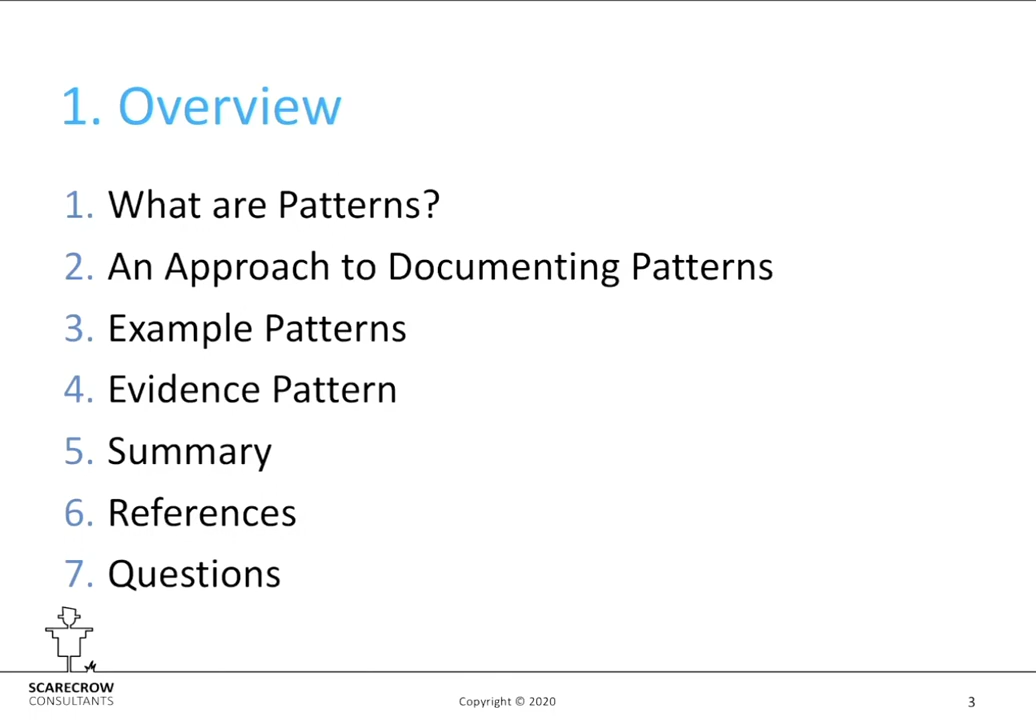 1. Overview
1. What are Patterns?
2. An Approach to Documenting Patterns
3. Example Patterns
4. Evidence Pattern
5. Summary
6. References
7. Questions
SCARECROW
CONSULTANTS
Copyright © 2020
3